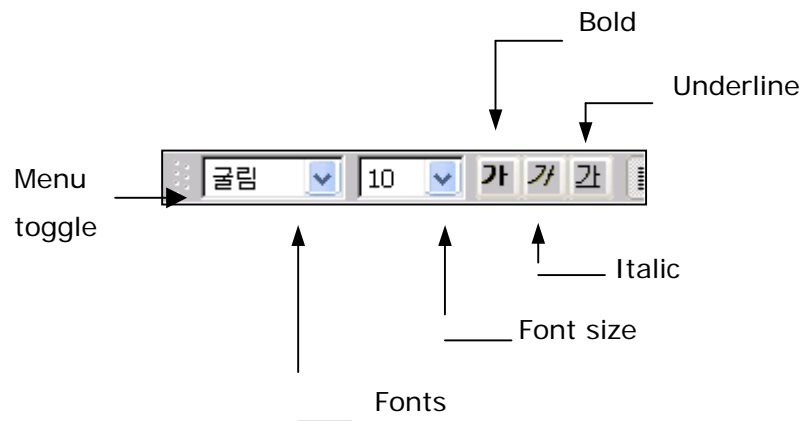 Bold
Underline
굴림 10 가 가 가
Menu
toggle
Italic
Font size
Fonts